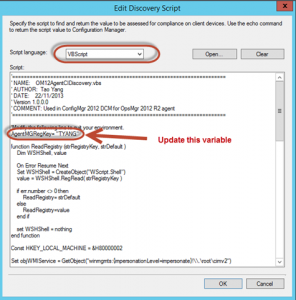 Edit Discovery Script
Specify the script to find and return the value to be assessed for compliance on client devices. Use the echo command to return the script value to Configuration Manager.
Script language:
VBScript
Open...
Clear
Script:
' NAME: OM12AgentCIDiscovery.vba
' AUTHOR: Tao Yang
' DATE: 22/11/2013
' Version 1.0.0.0
' COMMENT: Used in ConfigMgr 2012 DCM for OpsMgr 2012 R2 agent
'Modify the following line to suit your environment.
AgentMGRegKey= "TYANG
Update this variable
function ReadRegistry (strRegistryKey, strDefault )
Dim WSHShell, value
On Error Resume Next
Set WSHShell = CreateObject("WScript.Shell")
value = WSHShell.RegRead( strRegistryKey )
if err.number <> 0 then
ReadRegistry= strDefault
else
ReadRegistry=value
end if
set WSHShell = nothing
end function
Const HKEY_LOCAL_MACHINE = &H80000002
Set objWMIService = GetObject("winmgmts:{impersonationLevel=impersonate}!\\.\root\cimv2")
OK
Cancel